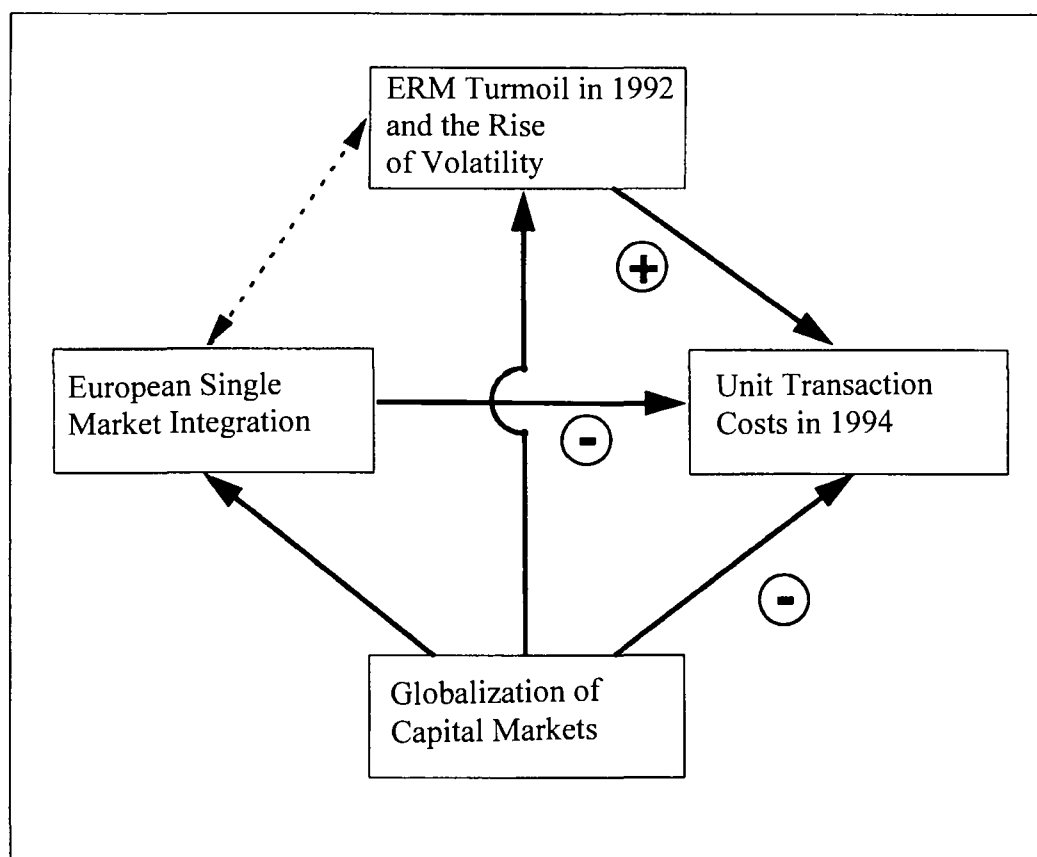 ERM Turmoil in 1992
and the Rise
of Volatility
+
European Single
Market Integration
Unit Transaction
Costs in 1994
-
-
Globalization of
Capital Markets